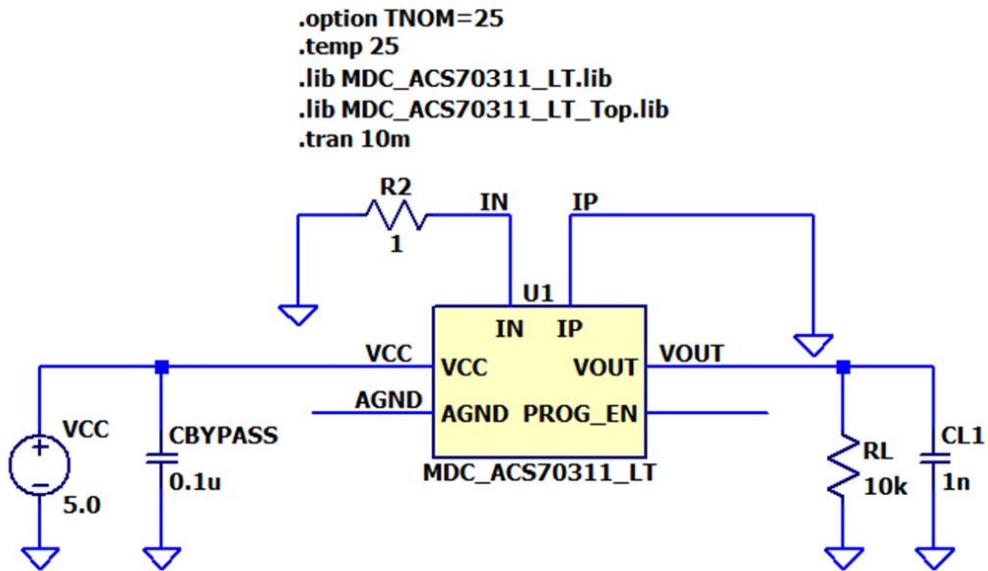 .option TNOM=25
.temp 25
.lib MDC_ACS70311_LT.lib
.lib MDC_ACS70311_LT_Top.lib
.tran 10m
R2
IN
IP
1
U1
IN IP
VCC
VCC
VOUT
VOUT
AGND
AGND
PROG_EN
VCC
5.0
CBYPASS
0.1u
MDC_ACS70311_LT
RL
10k
CL1
1n